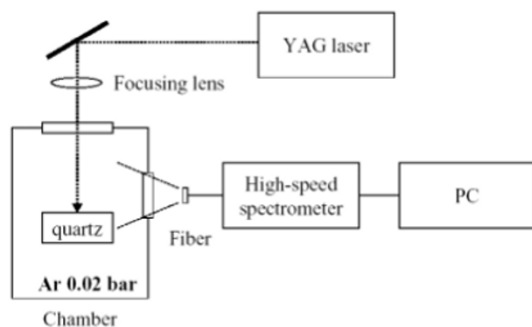 YAG laser
Focusing lens
High-speed
spectrometer
PC
quartz
Fiber
Ar 0.02 bar
Chamber